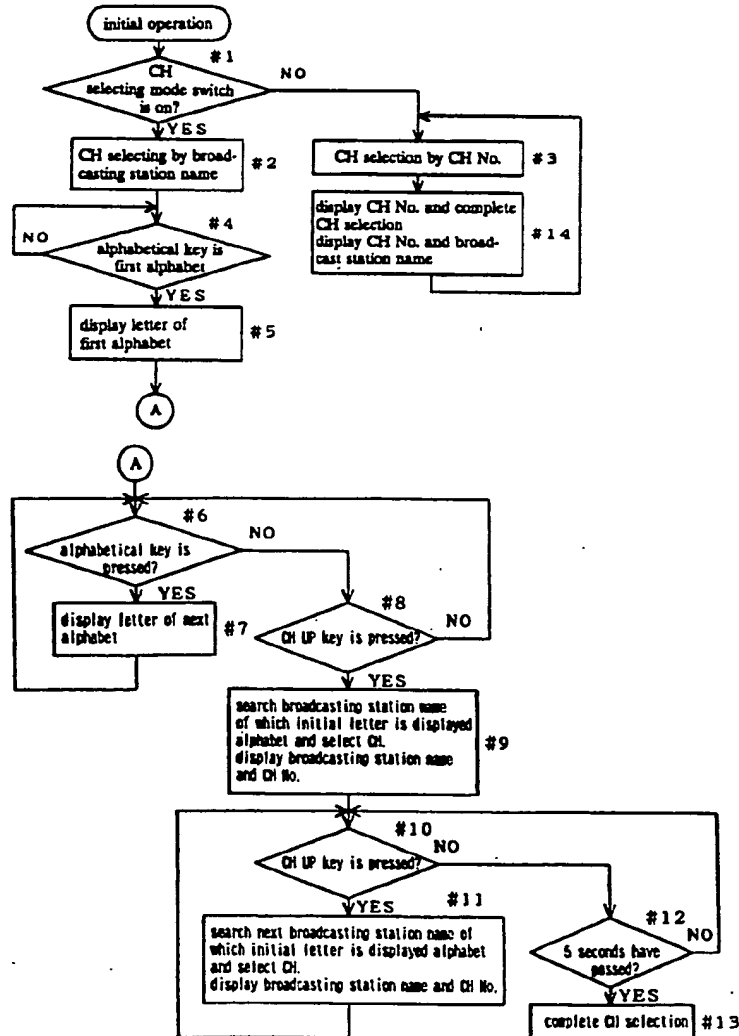 initial operation
#1
CH
selecting mode switch
is on?
NO
YES
CH selecting by broad-
casting station name
#2
CH selection by CH No.
#3
display CH No. and complete
CH selection
display CH No. and broad-
cast station name
#14
#4
NO
alphabetical key is
first alphabet
YES
display letter of
first alphabet
#5
A
A
#6
NO
alphabetical key is
pressed?
YES
display letter of next
alphabet
#7
#8
CH UP key is pressed?
NO
YES
search broadcasting station name
of which initial letter is displayed
alphabet and select CH.
display broadcasting station name
and CH No.
#9
#10
NO
CH UP key is pressed?
YES
#11
search next broadcasting station name of
which initial letter is displayed alphabet
and select CH.
display broadcasting station name and CH No.
#12
5 seconds have
passed?
NO
YES
complete CH selection
#13